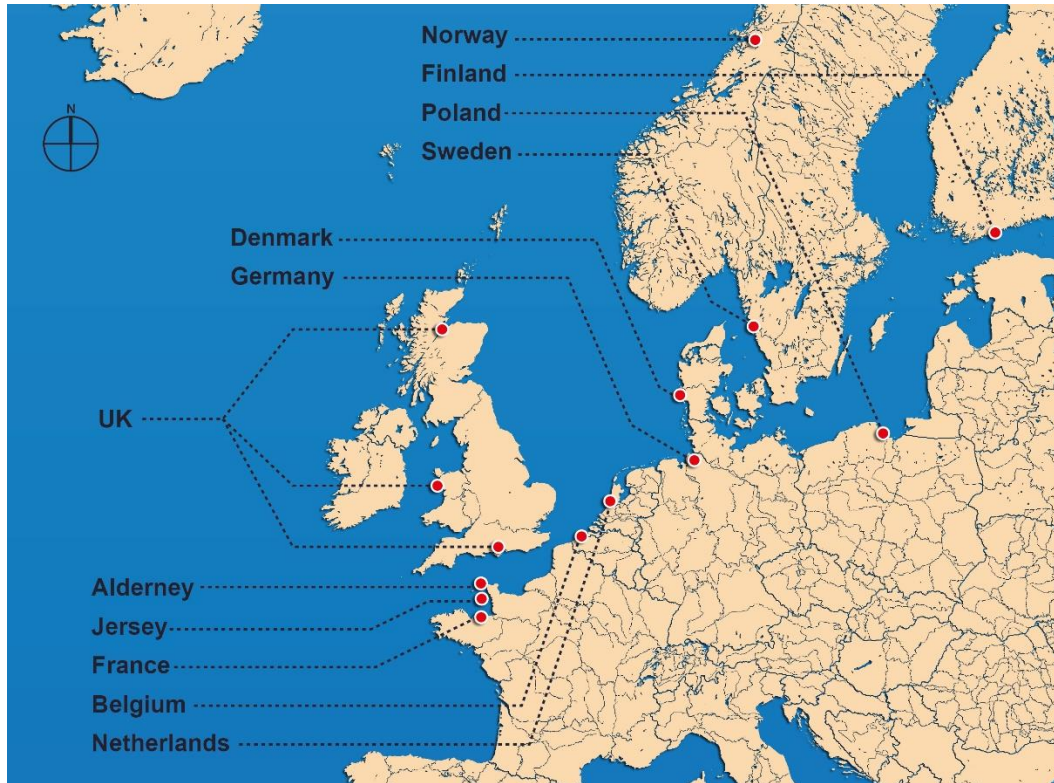 N
Norway
Finland
Poland
Sweden
Denmark
Germany
UK
Alderney
Jersey
France
Belgium
Netherlands